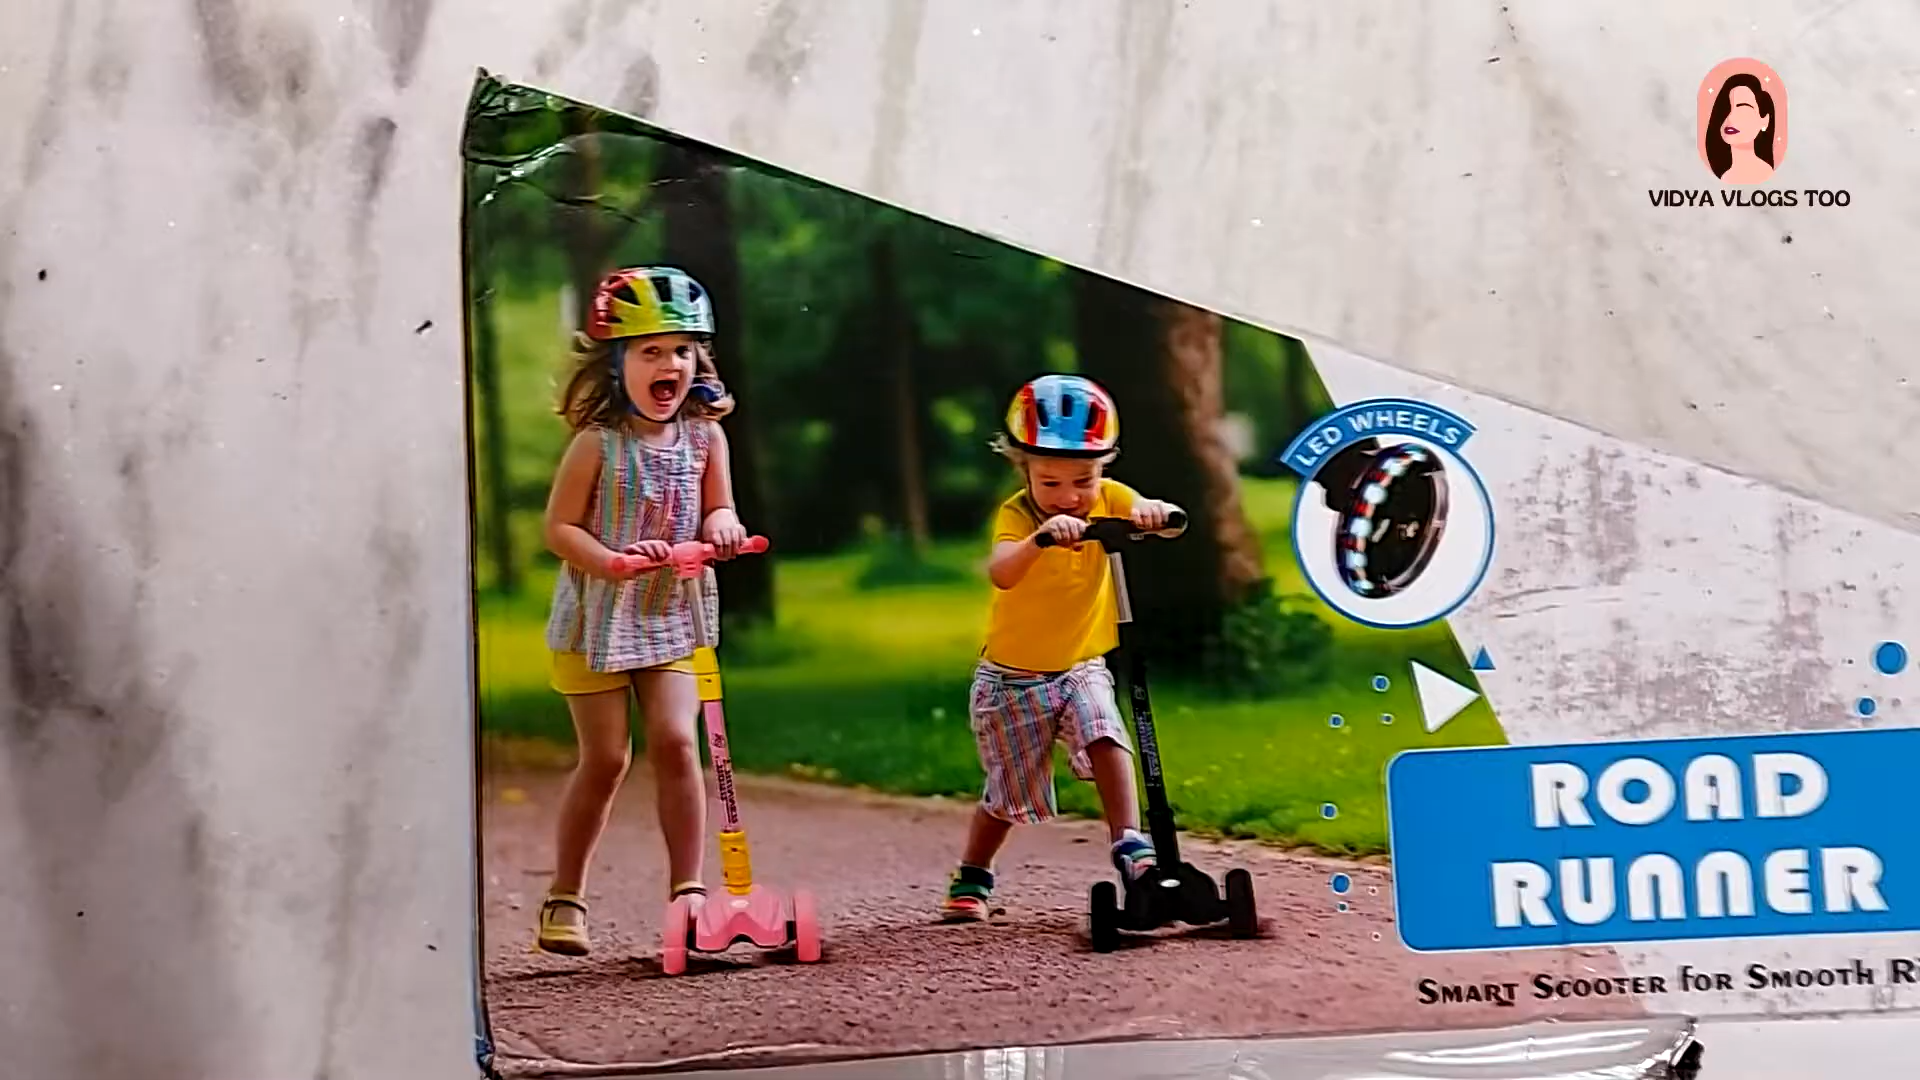 VIDYA VLOGS TOO
LED WHEELS
ROAD
RUNNER
SMART SCOOTER FOR SMOOTH